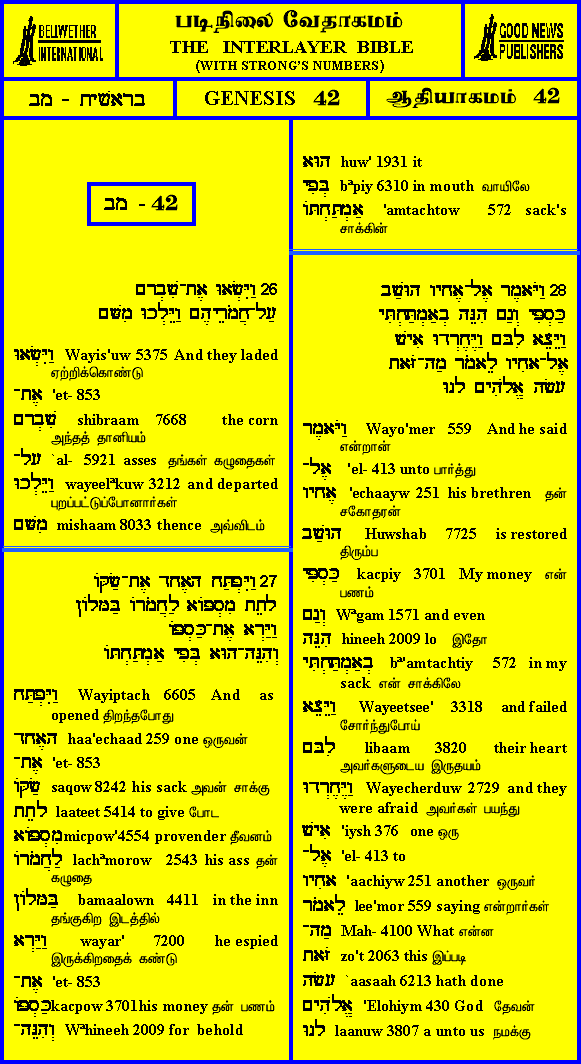 BELLWETHER
INTERNATIONAL
படிநிலை வேதாகமம்
THE INTERLAYER BIBLE
(WITH STRONG'S NUMBERS)
GOOD NEWS
PUBLISHERS
בראשית - מב
GENESIS 42
ஆதியாகமம் 42
מב - 42
26 וַיִּשְׂאוּ אֶת־שִׁבְרָם
עַל־חֲמֹרֵיהֶם וַיֵּלְכוּ מִשָּׁם
וַיִּשְׂאוּ Wayis'uw 5375 And they laded
ஏற்றிக்கொண்டு
אֶת־ 'et- 853
שִׁבְרָם shibraam 7668 the corn
அந்தத் தானியம்
עַל־ `al- 5921 asses தங்கள் கழுதைகள்
וַיֵּלְכוּ wayeelªkuw 3212 and departed
புறப்பட்டுப்போனார்கள்
מִשָּׁם mishaam 8033 thence அவ்விடம்
27 וַיִּפְתַּח הָאֶחָד אֶת־שַׂקּוֹ
לָתֵת מִסְפּוֹא לַחֲמֹרוֹ בַּמָּלוֹן
וַיַּרְא אֶת־כַּסְפּוֹ
וְהִנֵּה־הוּא בְּפִי אַמְתַּחְתּוֹ
וַיִּפְתַּח Wayiptach 6605 And as
opened திறந்தபோது
הָאֶחָד haa'echaad 259 one ஒருவன்
אֶת־ 'et- 853
שַׂקּוֹ saqow 8242 his sack அவன் சாக்கு
לָתֵת laateet 5414 to give போட
מִסְפּוֹא micpow'4554 provender தீவனம்
לַחֲמֹרוֹ lachªmorow 2543 his ass தன்
கழுதை
בַּמָּלוֹן bamaalown 4411 in the inn
தங்குகிற இடத்தில்
וַיַּרְא wayar' 7200 he espied
இருக்கிறதைக் கண்டு
אֶת־ 'et- 853
כַּסְפּוֹ kacpow 3701his money தன் பணம்
וְהִנֵּה־ Wªhineeh 2009 for behold
הוּא huw' 1931 it
בְּפִי bªpiy 6310 in mouth வாயிலே
אַמְתַּחְתּוֹ 'amtachtow 572 sack's
சாக்கின்
28 וַיֹּאמֶר אֶל־אֶחָיו הוּשַׁב
כַּסְפִּי וְגַם הִנֵּה בְאַמְתַּחְתִּי
וַיֵּצֵא לִבָּם וַיֶּחֶרְדוּ אִישׁ
אֶל־אָחִיו לֵאמֹר מַה־זֹּאת
עָשָׂה אֱלֹהִים לָנוּ
וַיֹּאמֶר Wayo'mer 559 And he said
என்றான்
אֶל־ 'el- 413 unto பார்த்து
אֶחָיו 'echaayw 251 his brethren தன்
சகோதரன்
הוּשַׁב Huwshab 7725 is restored
திரும்ப
כַּסְפִּי kacpiy 3701 My money என்
பணம்
וְגַם Wªgam 1571 and even
הִנֵּה hineeh 2009 lo இதோ
בְאַמְתַּחְתִּי bª'amtachtiy 572 in my
sack என் சாக்கிலே
וַיֵּצֵא Wayeetsee' 3318 and failed
சோர்ந்துபோய்
לִבָּם libaam 3820 their heart
அவர்களுடைய இருதயம்
וַיֶּחֶרְדוּ Wayecherduw 2729 and they
were afraid அவர்கள் பயந்து
אִישׁ 'iysh 376 one ஒரு
אֶל־ 'el- 413 to
אָחִיו 'aachiyw 251 another ஒருவர்
לֵאמֹר lee'mor 559 saying என்றார்கள்
מַה־ Mah- 4100 What என்ன
זֹּאת zo't 2063 this இப்படி
עָשָׂה `aasaah 6213 hath done
אֱלֹהִים 'Elohiym 430 God தேவன்
לָנוּ laanuw 3807 a unto us நமக்கு